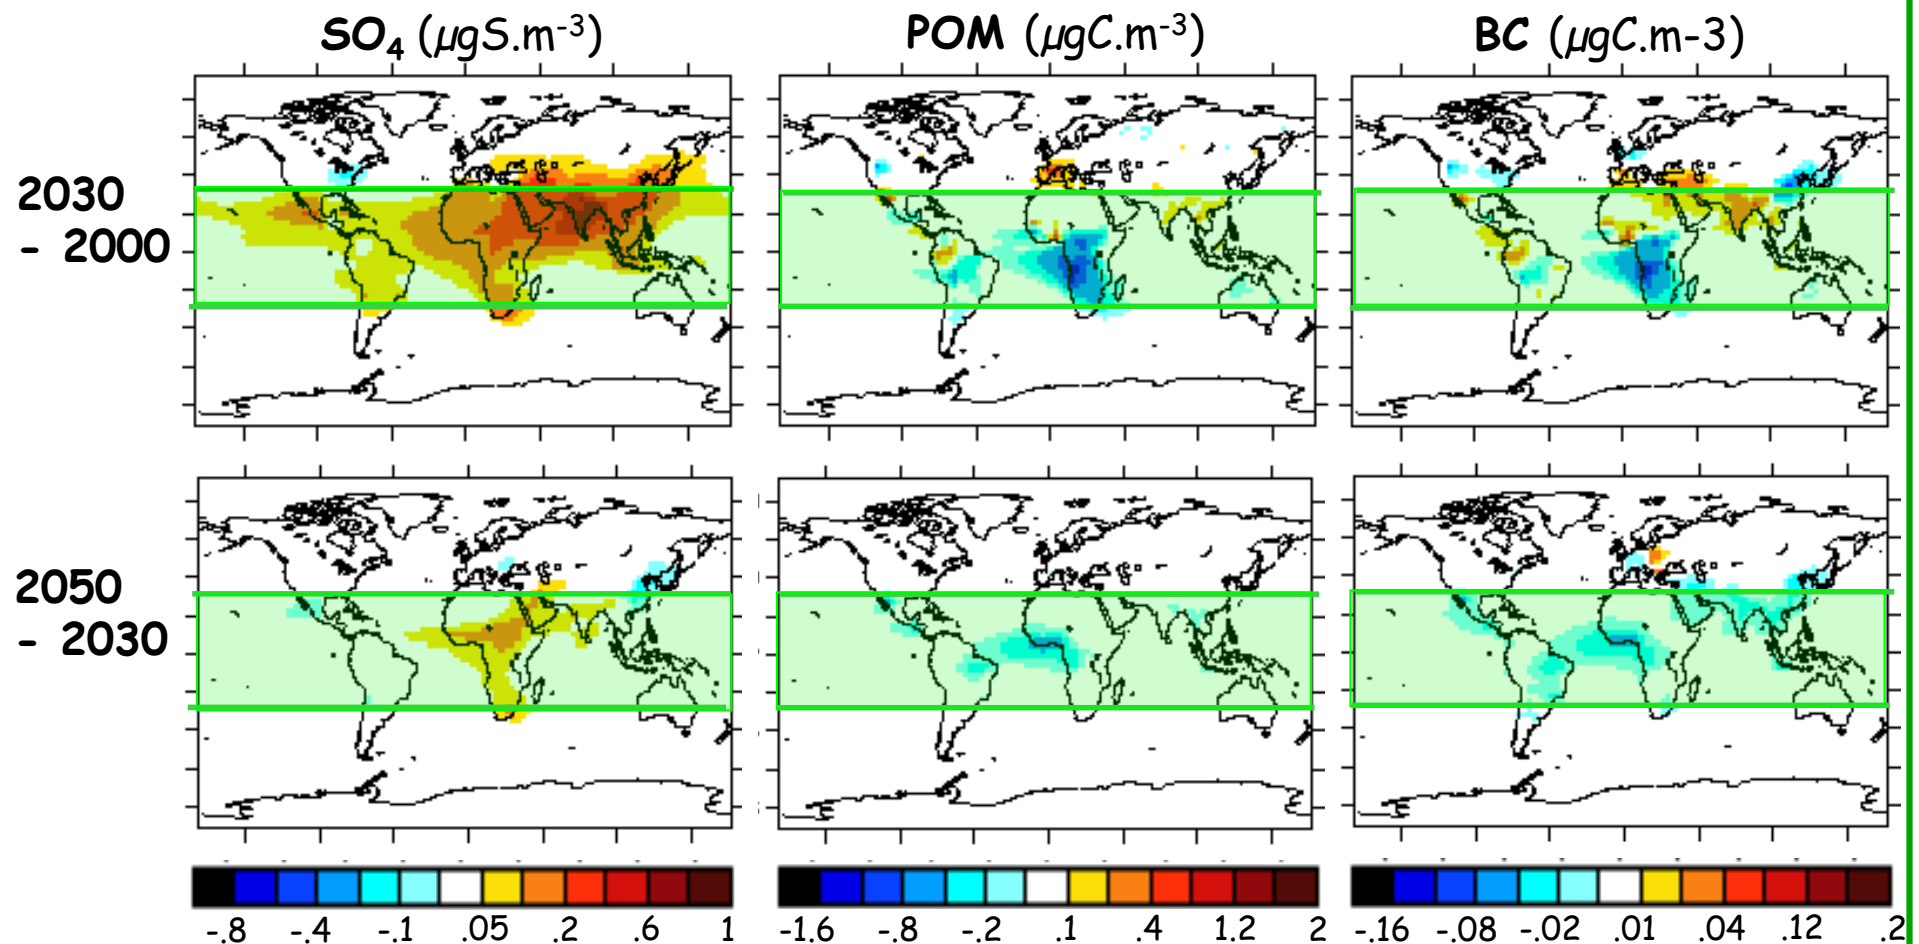 SO₄ (µgS.m⁻³) POM (µgC.m⁻³) BC (µgC.m-3)
2030
- 2000
2050
- 2030
-.8 -.4 -.1 .05 .2 .6 1
-1.6 -.8 -.2 .1 .4 1.2 2
-.16 -.08 -.02 .01 .04 .12 .2